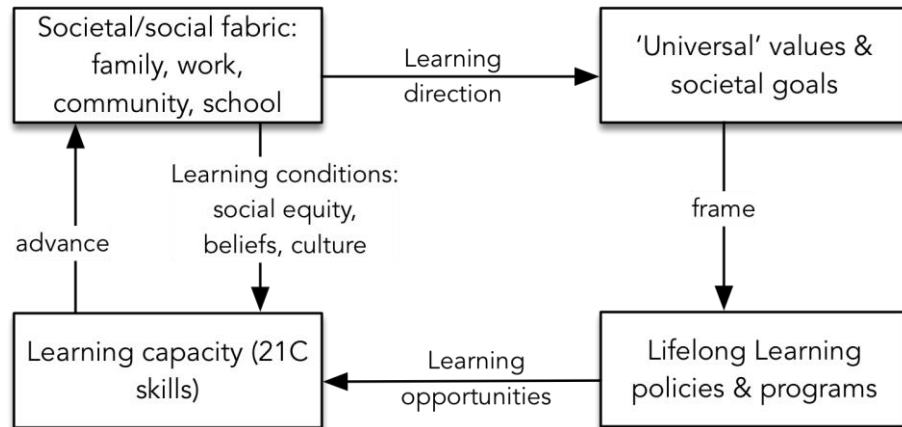 Societal/social fabric:
family, work,
community, school
Learning
direction
‘Universal’ values &
societal goals
Learning conditions:
social equity,
beliefs, culture
advance
frame
Learning capacity (21C
skills)
Learning
opportunities
Lifelong Learning
policies & programs